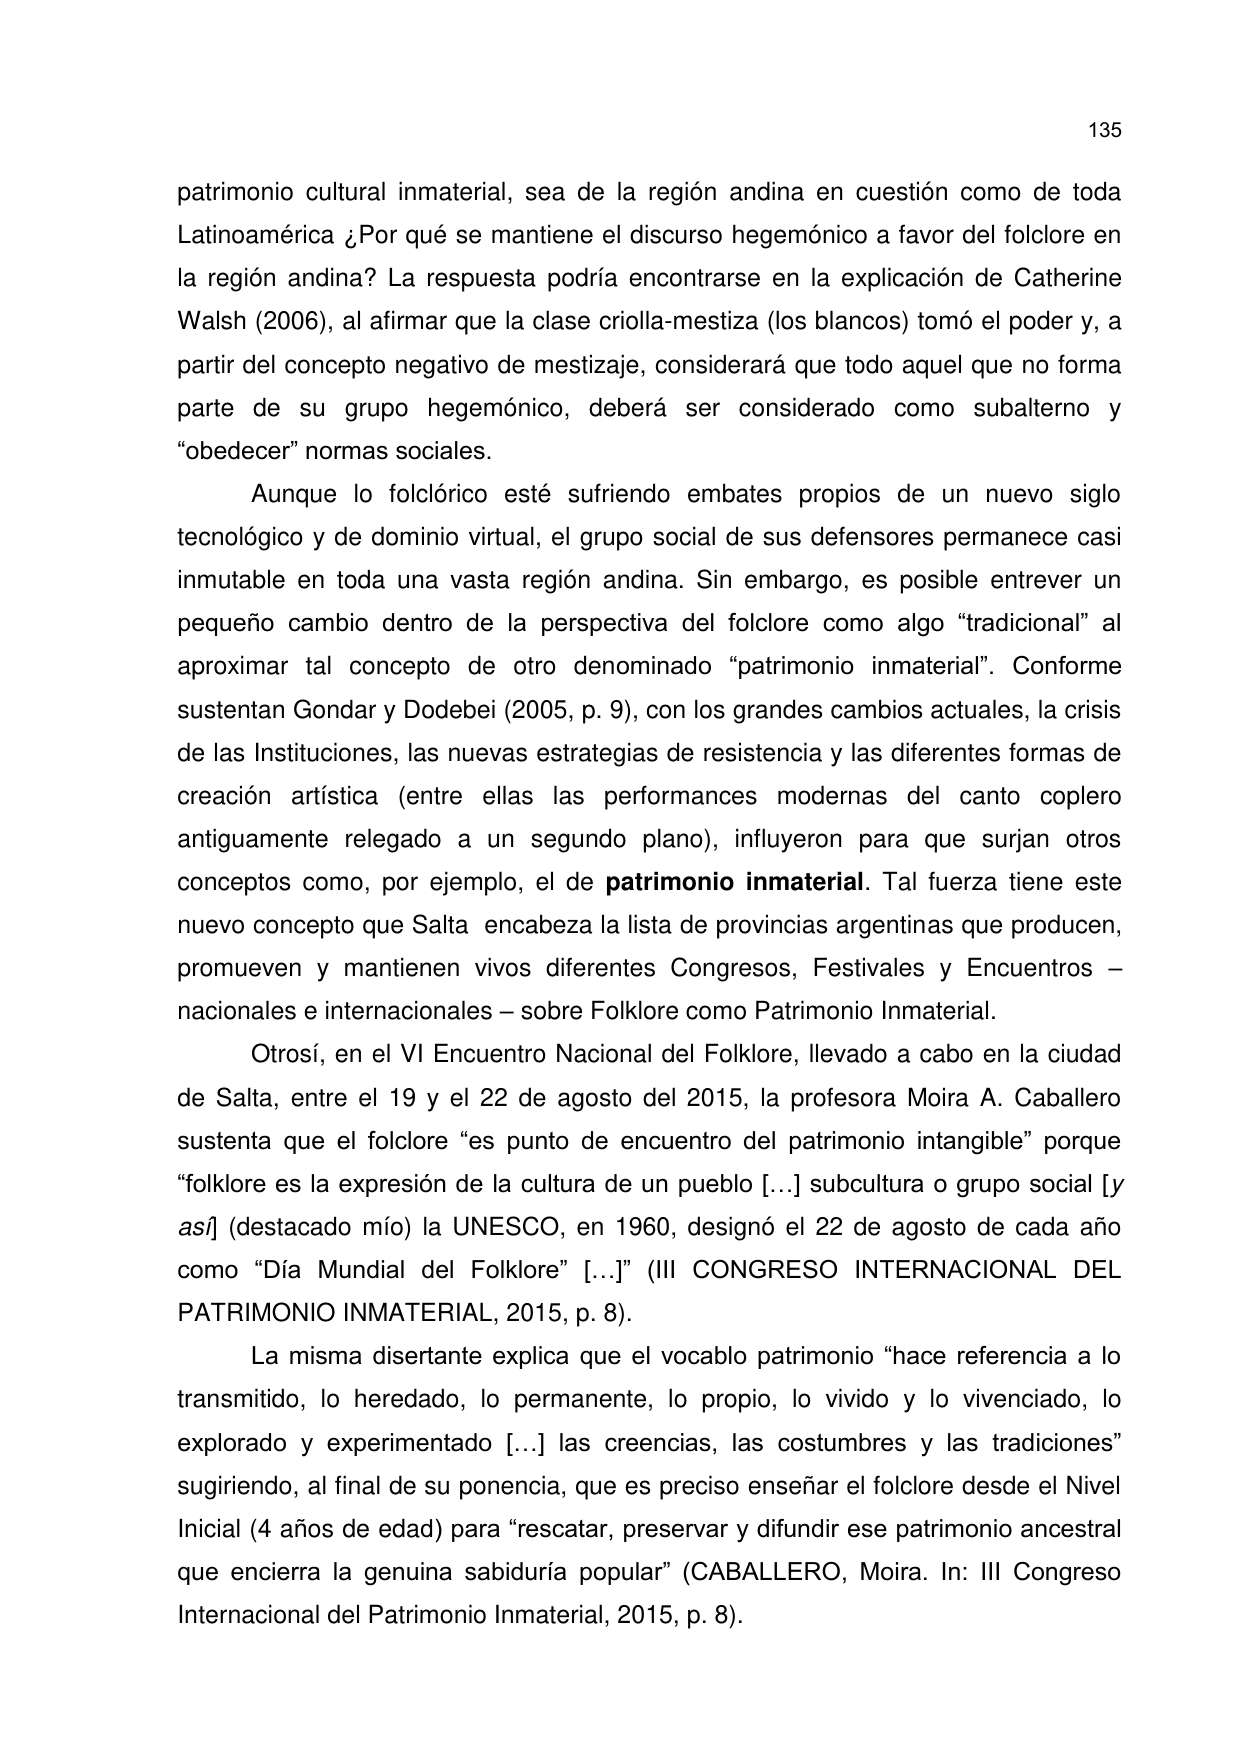 135
patrimonio cultural inmaterial, sea de la región andina en cuestión como de toda
Latinoamérica ¿Por qué se mantiene el discurso hegemónico a favor del folclore en
la región andina? La respuesta podría encontrarse en la explicación de Catherine
Walsh (2006), al afirmar que la clase criolla-mestiza (los blancos) tomó el poder y, a
partir del concepto negativo de mestizaje, considerará que todo aquel que no forma
parte de su grupo hegemónico, deberá ser considerado como subalterno y
“obedecer” normas sociales.
Aunque lo folclórico esté sufriendo embates propios de un nuevo siglo
tecnológico y de dominio virtual, el grupo social de sus defensores permanece casi
inmutable en toda una vasta región andina. Sin embargo, es posible entrever un
pequeño cambio dentro de la perspectiva del folclore como algo “tradicional” al
aproximar tal concepto de otro denominado “patrimonio inmaterial”. Conforme
sustentan Gondar y Dodebei (2005, p. 9), con los grandes cambios actuales, la crisis
de las Instituciones, las nuevas estrategias de resistencia y las diferentes formas de
creación artística (entre ellas las performances modernas del canto coplero
antiguamente relegado a un segundo plano), influyeron para que surjan otros
conceptos como, por ejemplo, el de patrimonio inmaterial. Tal fuerza tiene este
nuevo concepto que Salta encabeza la lista de provincias argentinas que producen,
promueven y mantienen vivos diferentes Congresos, Festivales y Encuentros –
nacionales e internacionales – sobre Folklore como Patrimonio Inmaterial.
Otrosí, en el VI Encuentro Nacional del Folklore, llevado a cabo en la ciudad
de Salta, entre el 19 y el 22 de agosto del 2015, la profesora Moira A. Caballero
sustenta que el folclore “es punto de encuentro del patrimonio intangible” porque
“folklore es la expresión de la cultura de un pueblo […] subcultura o grupo social [y
así] (destacado mío) la UNESCO, en 1960, designó el 22 de agosto de cada año
como “Día Mundial del Folklore” […]” (III CONGRESO INTERNACIONAL DEL
PATRIMONIO INMATERIAL, 2015, p. 8).
La misma disertante explica que el vocablo patrimonio “hace referencia a lo
transmitido, lo heredado, lo permanente, lo propio, lo vivido y lo vivenciado, lo
explorado y experimentado […] las creencias, las costumbres y las tradiciones”
sugiriendo, al final de su ponencia, que es preciso enseñar el folclore desde el Nivel
Inicial (4 años de edad) para “rescatar, preservar y difundir ese patrimonio ancestral
que encierra la genuina sabiduría popular” (CABALLERO, Moira. In: III Congreso
Internacional del Patrimonio Inmaterial, 2015, p. 8).